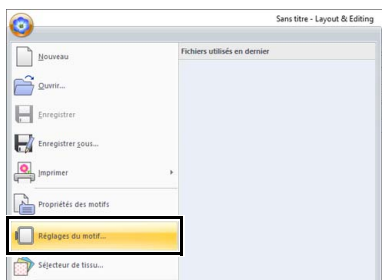 Sans titre - Layout & Editing
Nouveau
Fichiers utilisés en dernier
Ouvrir...
Enregistrer
Enregistrer sous...
Imprimer
Propriétés des motifs
Réglages du motif...
Sélecteur de tissu...